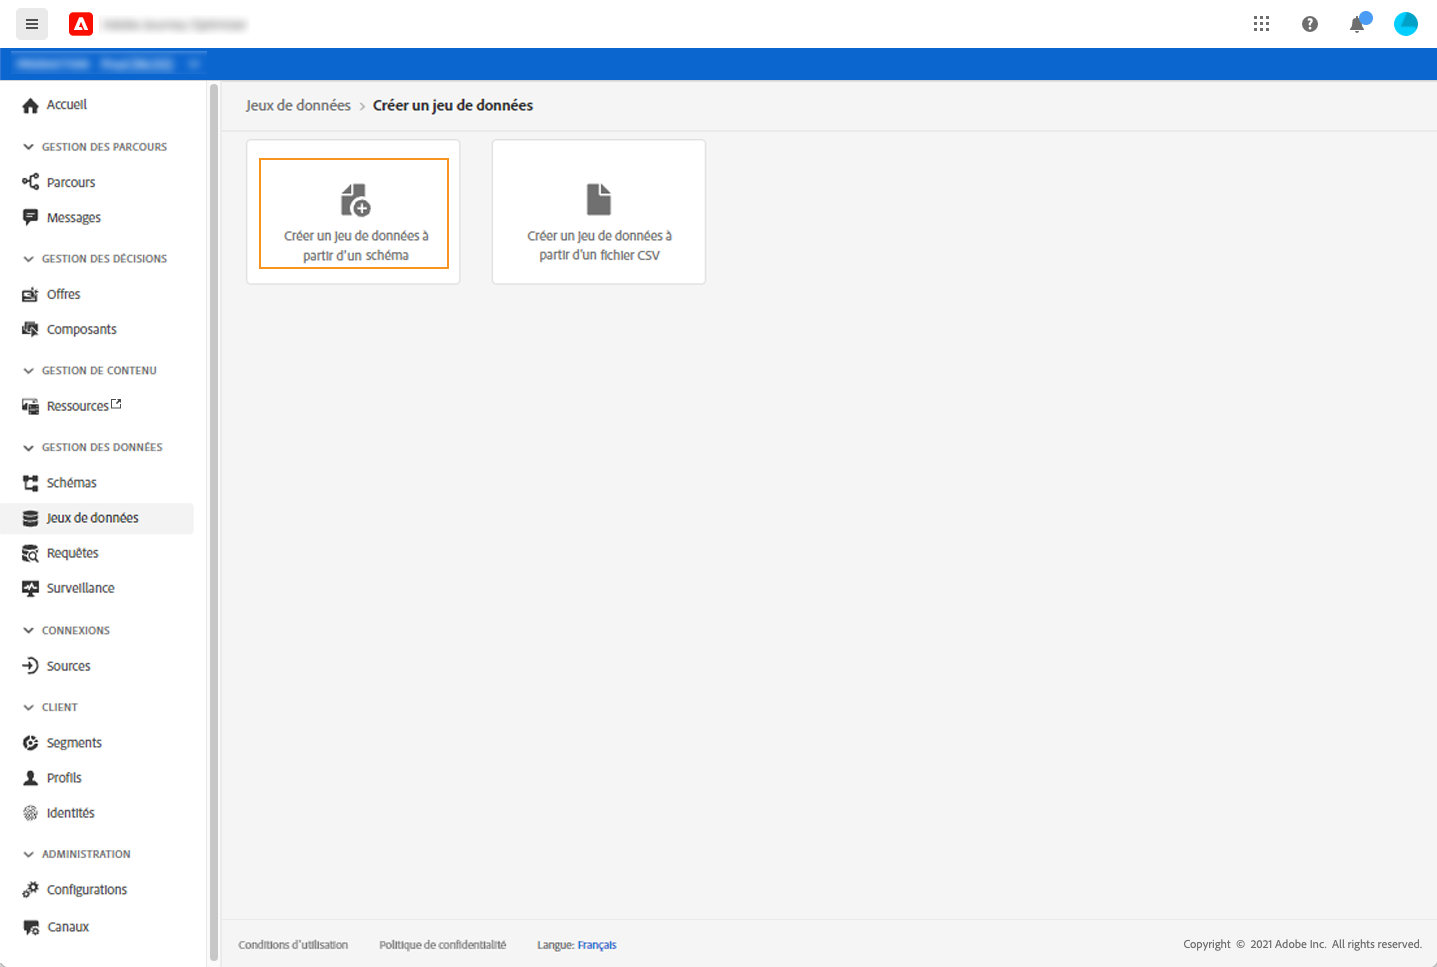 Accueil
GESTION DES PARCOURS
Parcours
Messages
GESTION DES DÉCISIONS
Offres
Composants
GESTION DE CONTENU
Ressources
GESTION DES DONNÉES
Schémas
Jeux de données
Requêtes
Surveillance
CONNEXIONS
Sources
CLIENT
Segments
Profils
Identités
ADMINISTRATION
Configurations
Canaux
Jeux de données > Créer un jeu de données
Créer un jeu de données à
partir d'un schéma
Créer un jeu de données à
partir d'un fichier CSV
Conditions d'utilisation Politique de confidentialité Langue: Français
Copyright © 2021 Adobe Inc. All rights reserved.